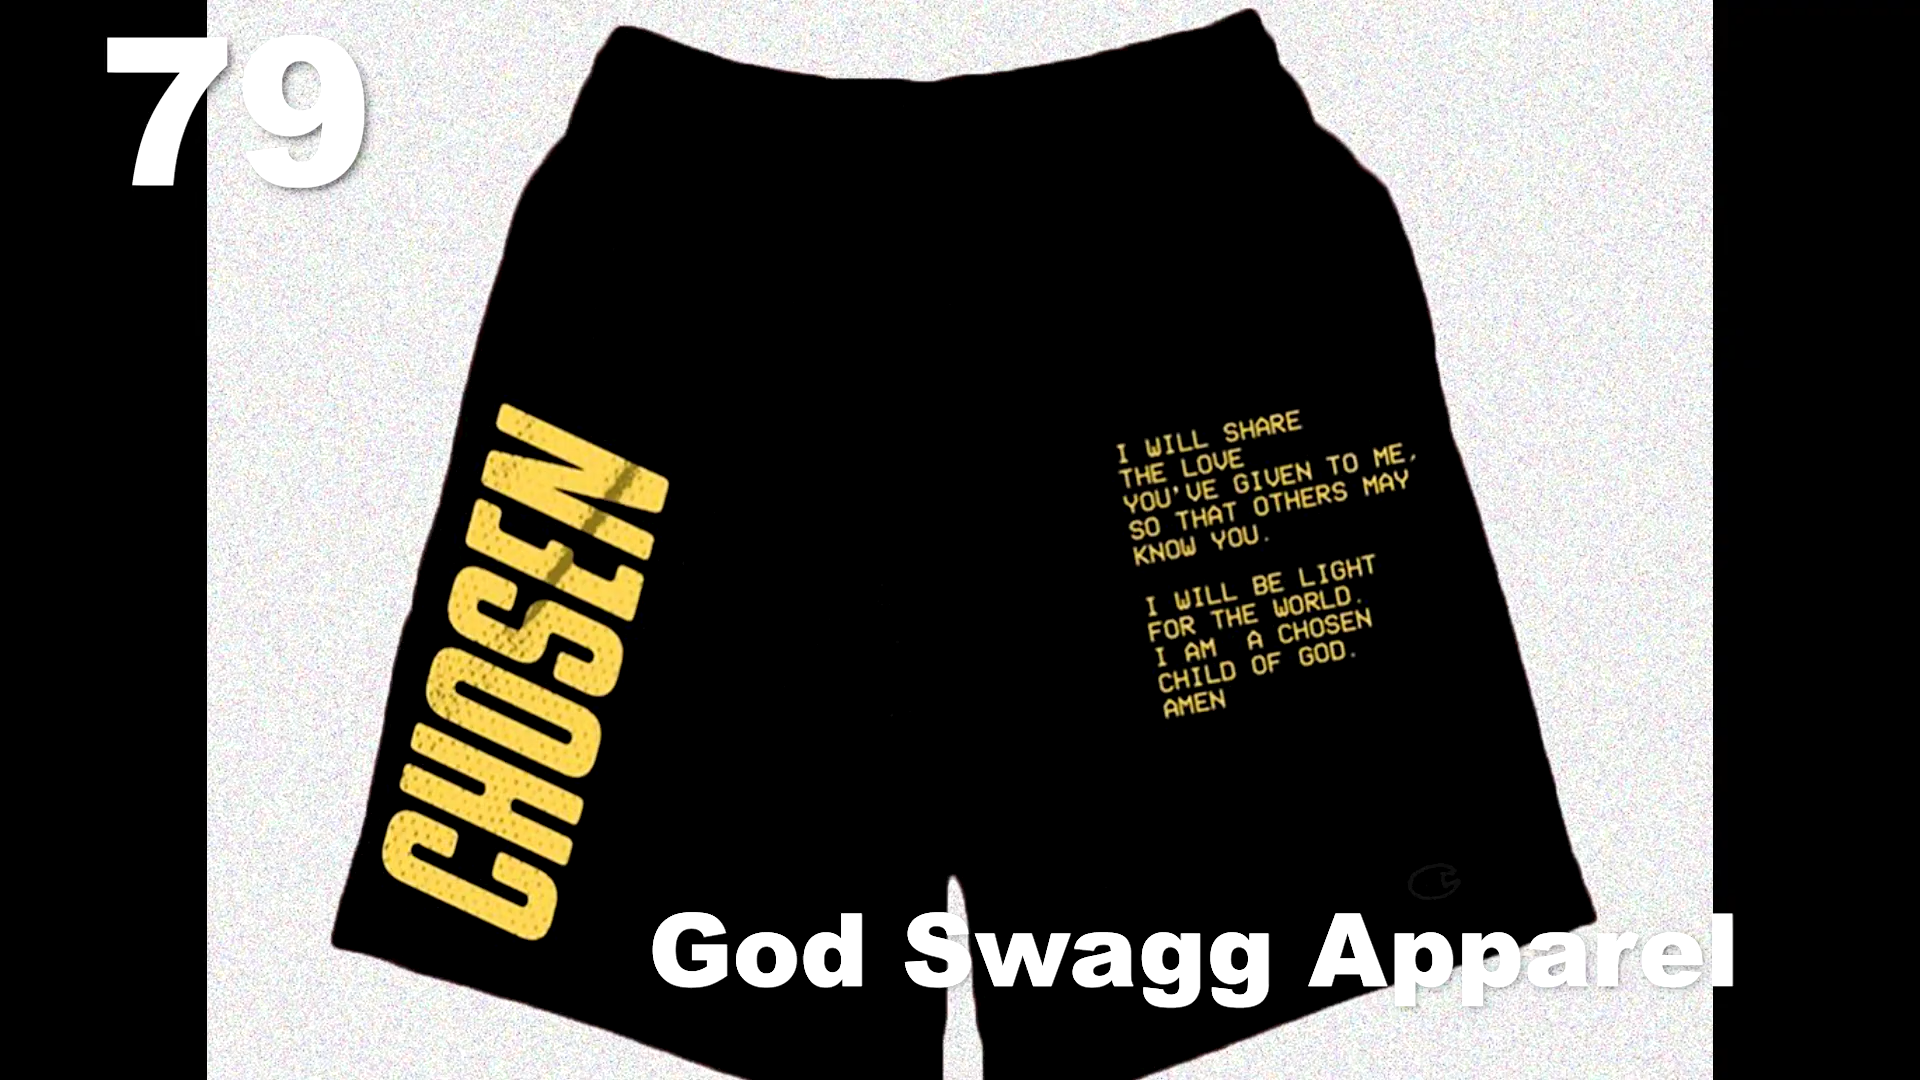 79
CHOSEN
I WILL SHARE
THE LOVE
YOU'VE GIVEN TO ME,
SO THAT OTHERS MAY
KNOW YOU.
I WILL BE LIGHT
FOR THE WORLD.
I AM A CHOSEN
CHILD OF GOD.
AMEN
God Swagg Apparel